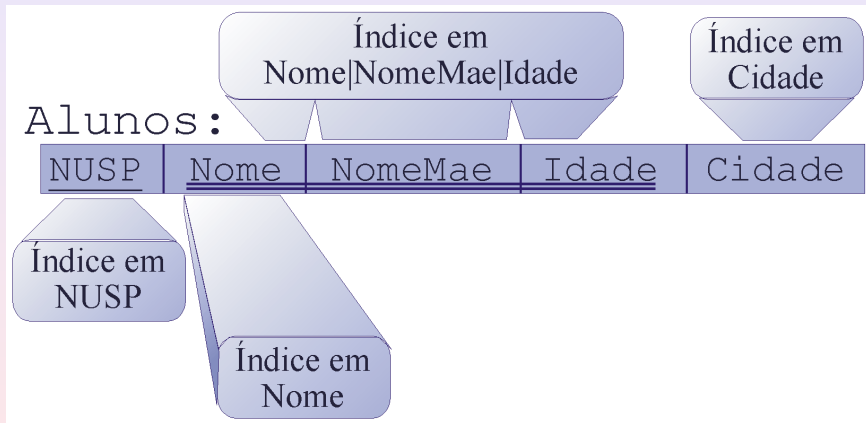 Índice em
Nome|NomeMae|Idade
Índice em
Cidade
Alunos:
NUSP Nome NomeMae Idade Cidade
Índice em
NUSP
Índice em
Nome